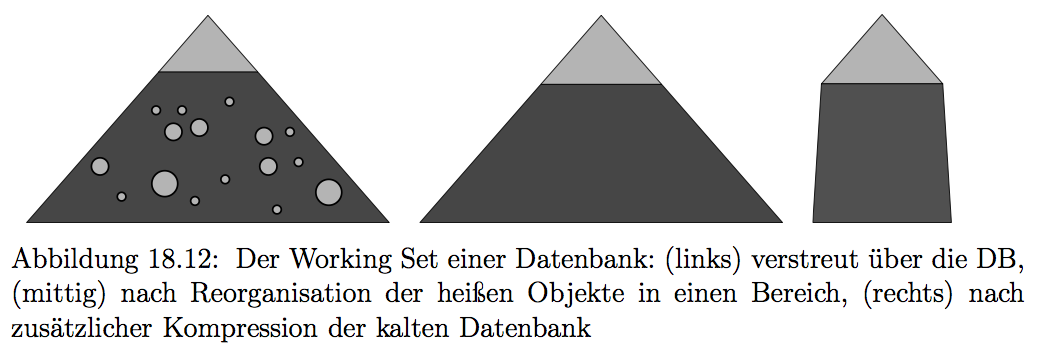 Abbildung 18.12: Der Working Set einer Datenbank: (links) verstreut über die DB,
(mittig) nach Reorganisation der heißen Objekte in einen Bereich, (rechts) nach
zusätzlicher Kompression der kalten Datenbank